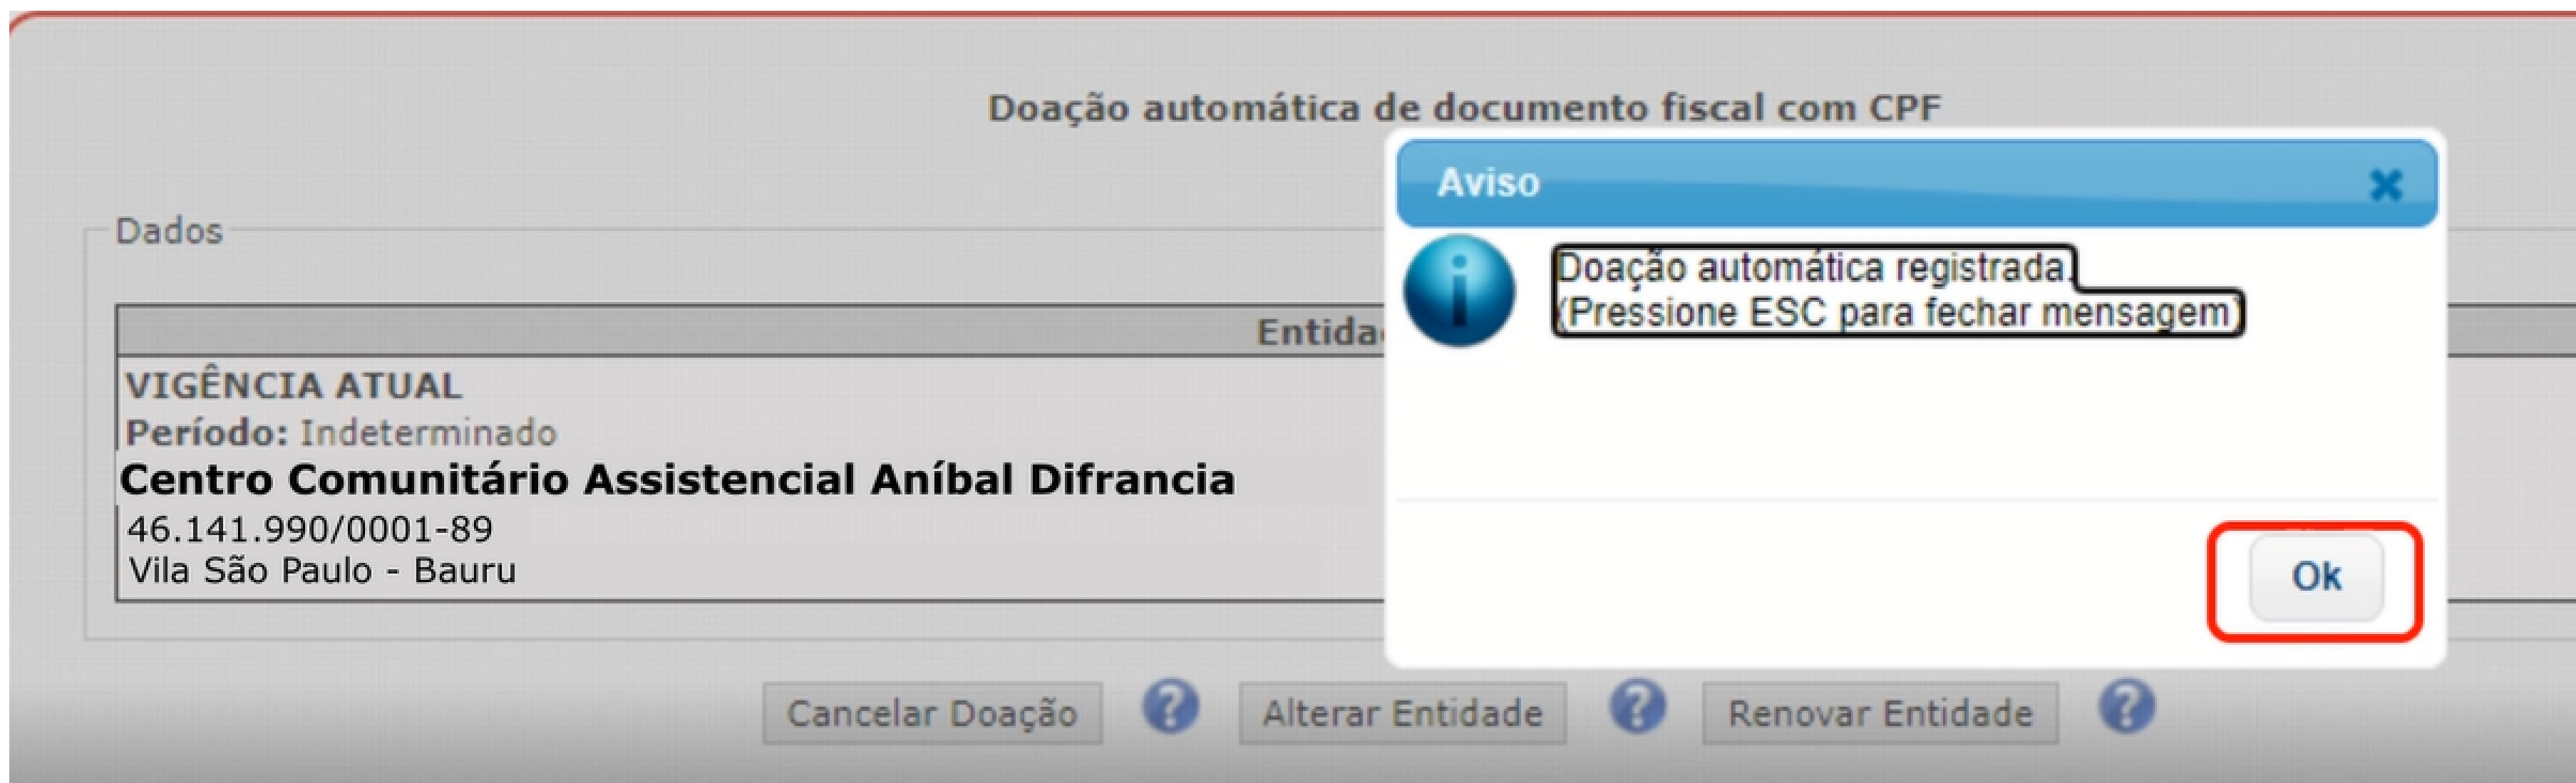 Doação automática de documento fiscal com CPF
Aviso
Dados
Doação automática registrada.
(Pressione ESC para fechar mensagem)
Entida
VIGÊNCIA ATUAL
Período: Indeterminado
Centro Comunitário Assistencial Aníbal Difrancia
46.141.990/0001-89
Vila São Paulo - Bauru
Ok
Cancelar Doação ? Alterar Entidade ? Renovar Entidade ?